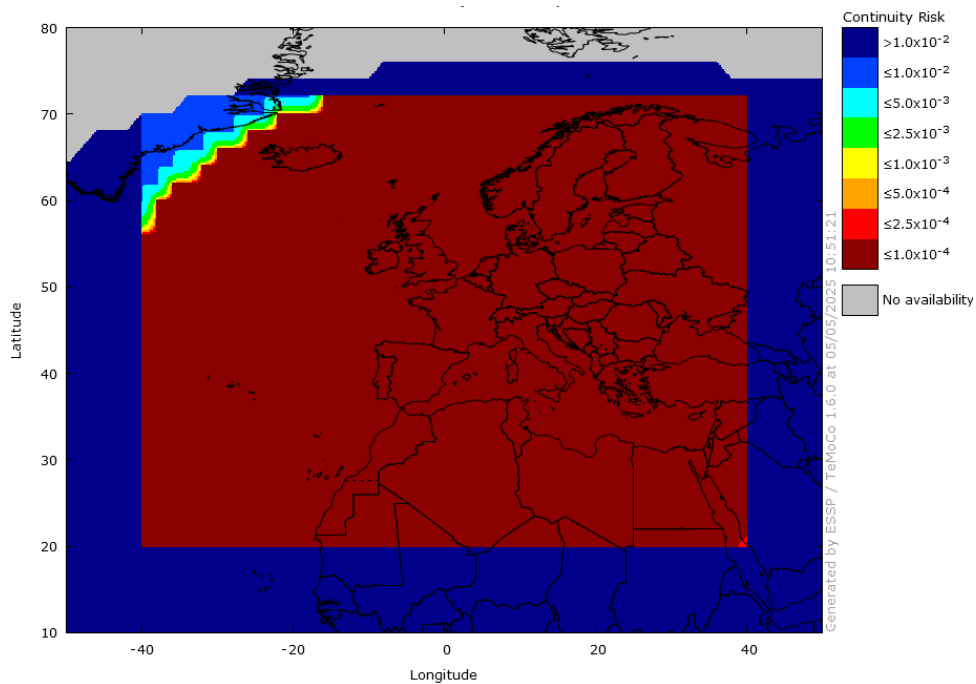 Continuity Risk
>1.0x10⁻²
≤1.0x10⁻²
≤5.0x10⁻³
≤2.5x10⁻³
≤1.0x10⁻³
≤5.0x10⁻⁴
≤2.5x10⁻⁴
≤1.0x10⁻⁴
No availability
80
70
60
50
40
30
20
10
Latitude
-40
-20
0
20
40
Longitude
Generated by ESSP / TeMoCo 1.6.0 at 05/05/2025 10:51:21